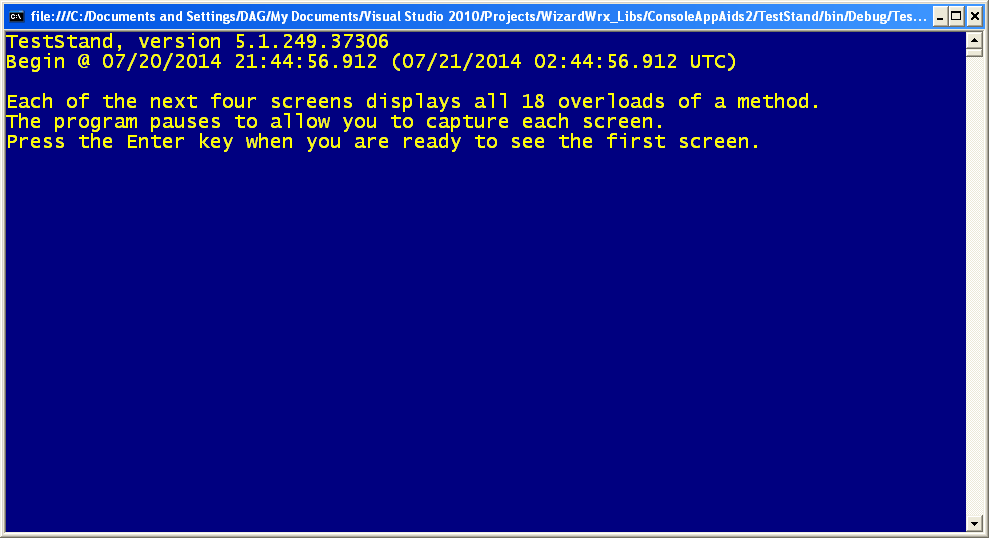 file:///C:/Documents and Settings/DAG/My Documents/Visual Studio 2010/Projects/WizardWrx_Libs/ConsoleAppAids2/TestStand/bin/Debug/Tes...
TestStand, version 5.1.249.37306
Begin @ 07/20/2014 21:44:56.912 (07/21/2014 02:44:56.912 UTC)
Each of the next four screens displays all 18 overloads of a method.
The program pauses to allow you to capture each screen.
Press the Enter key when you are ready to see the first screen.